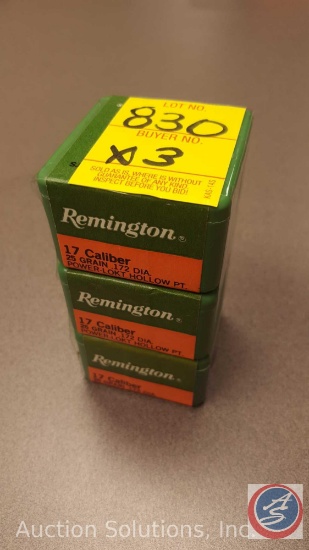 LOT NO.
830
BUYER NO.
X3
SOLD AS IS, WHERE IS WITHOUT
GUARANTEE OF ANY KIND.
INSPECT BEFORE YOU BID!
Remington®
17 Caliber
25 GRAIN .172 DIA.
POWER-LOKT HOLLOW PT.
Remington®
17 Caliber
25 GRAIN .172 DIA.
POWER-LOKT HOLLOW PT.
Remington®
17 Caliber
AS
Auction Solutions, Inc